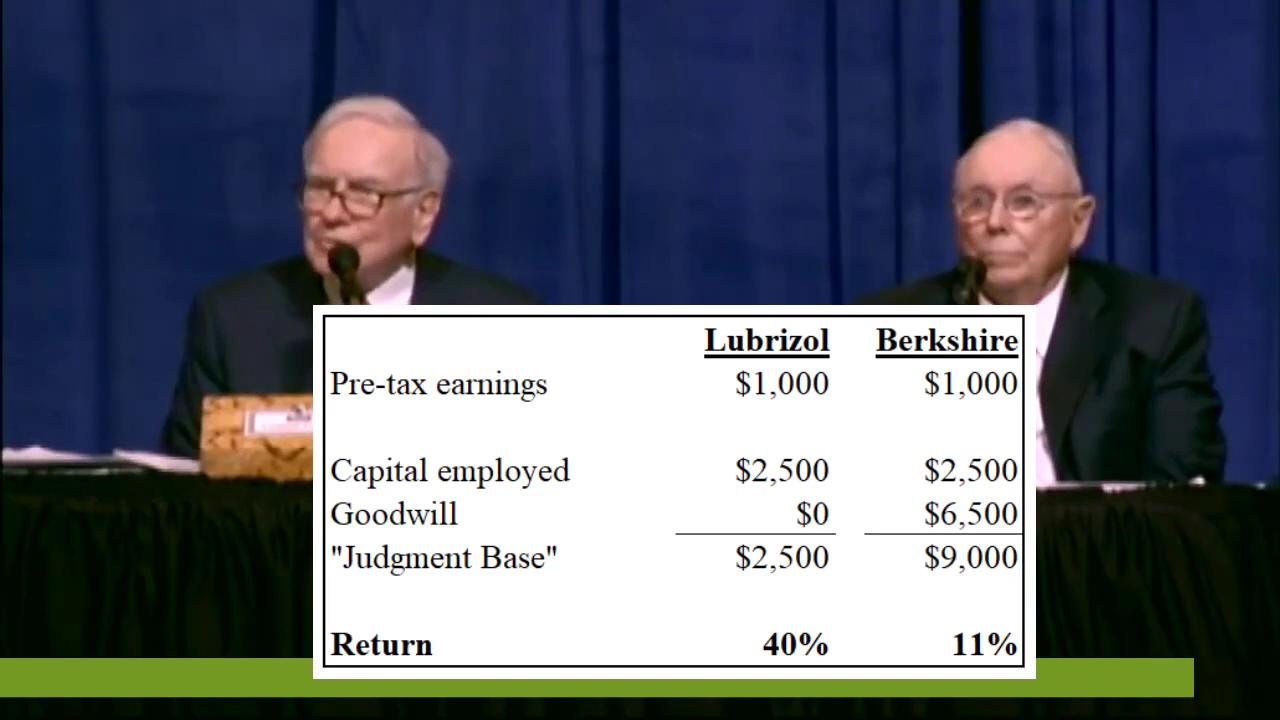 Lubrizol Berkshire
Pre-tax earnings $1,000 $1,000
Capital employed $2,500 $2,500
Goodwill $0 $6,500
"Judgment Base" $2,500 $9,000
Return 40% 11%